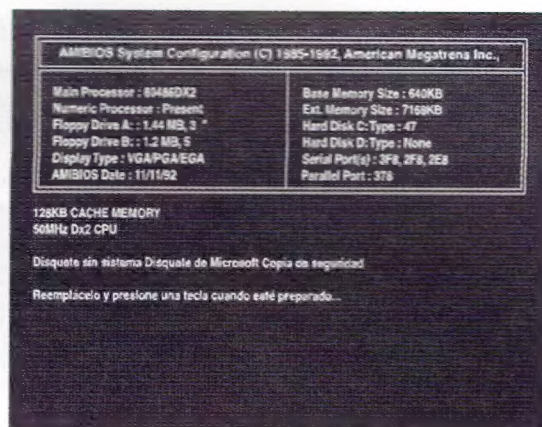 AMIBIOS System Configuration (C) 1985-1992, American Megatrens Inc.,
Main Processor : 80486DX2
Numeric Processor : Present
Floppy Drive A: : 1.44 MB, 3 "
Floppy Drive B: : 1.2 MB, 5
Display Type : VGA/PGA/EGA
AMIBIOS Date : 11/11/92
Base Memory Size : 640KB
Ext. Memory Size : 7168KB
Hard Disk C: Type : 47
Hard Disk D: Type : None
Serial Port(s) : 3F8, 2F8, 2E8
Parallel Port : 378
128KB CACHE MEMORY
50MHz Dx2 CPU
Disquete sin sistema Disquete de Microsoft Copia de seguridad
Reemplácelo y presione una tecla cuando esté preparado...